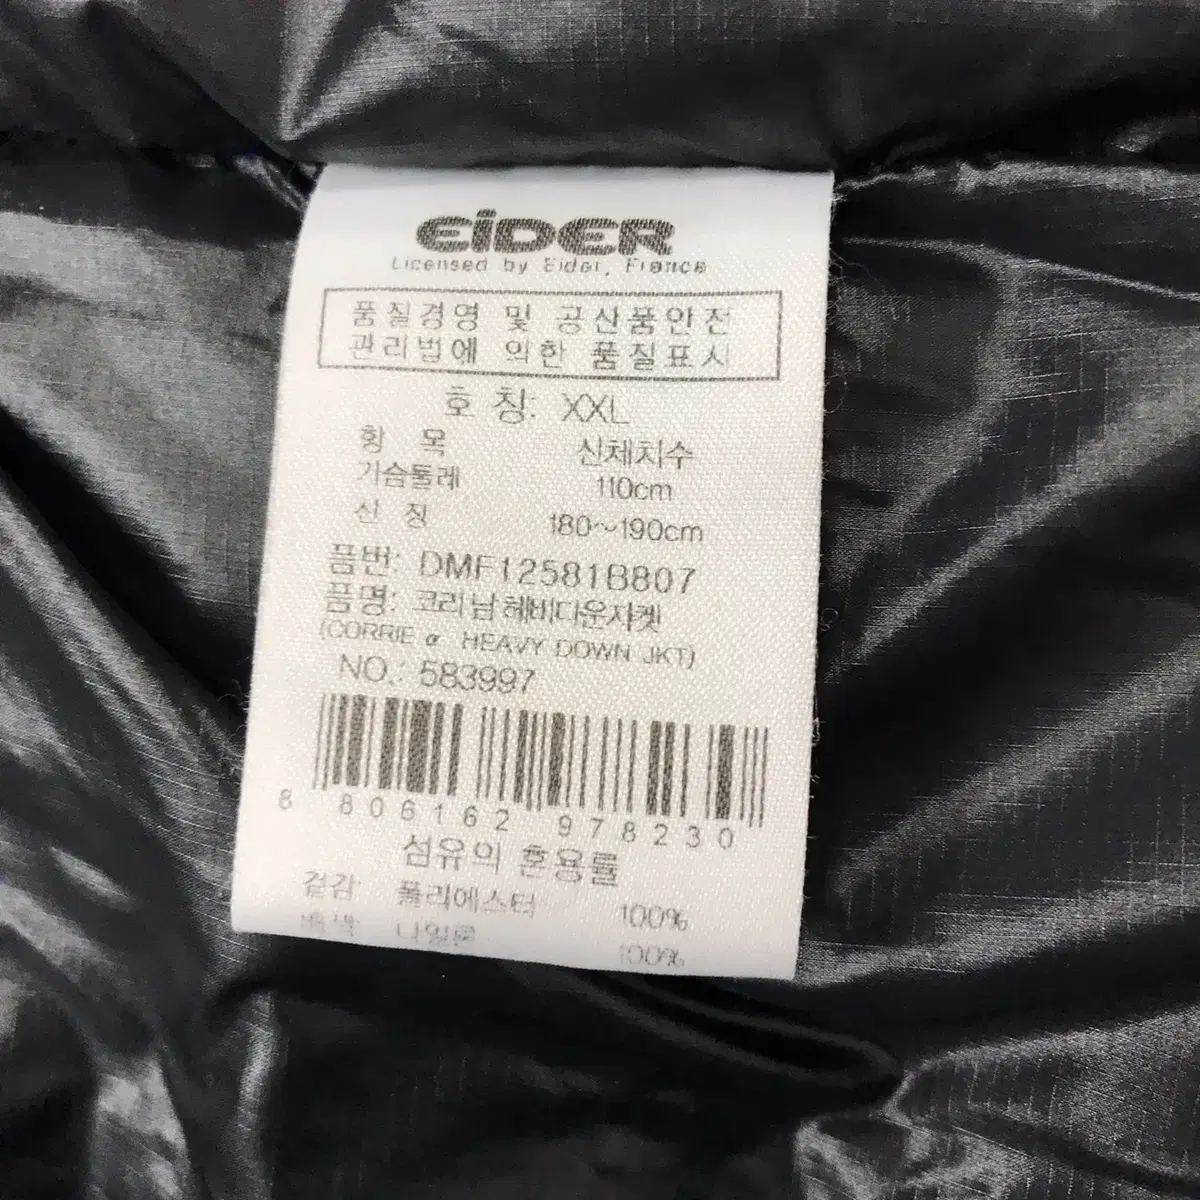 EiDER
Licensed by Eider, France
품질경영 및 공산품안전
관리법에 의한 품질표시
호 칭: XXL
항 목 신체치수
가슴둘레 110cm
신 장 180~190cm
품번: DMF12581B807
품명: 코리 남 헤비다운자켓
(CORRIE α HEAVY DOWN JKT)
NO.: 583997
8 806162 978230
섬유의 혼용률
겉감 폴리에스터 100%
배색 나일론 100%